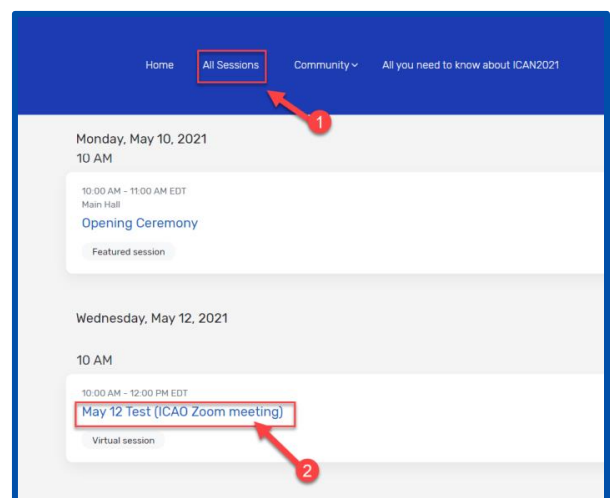 Home All Sessions Community All you need to know about ICAN2021
1
Monday, May 10, 2021
10 AM
10:00 AM - 11:00 AM EDT
Main Hall
Opening Ceremony
Featured session
Wednesday, May 12, 2021
10 AM
10:00 AM - 12:00 PM EDT
May 12 Test (ICAO Zoom meeting)
Virtual session
2